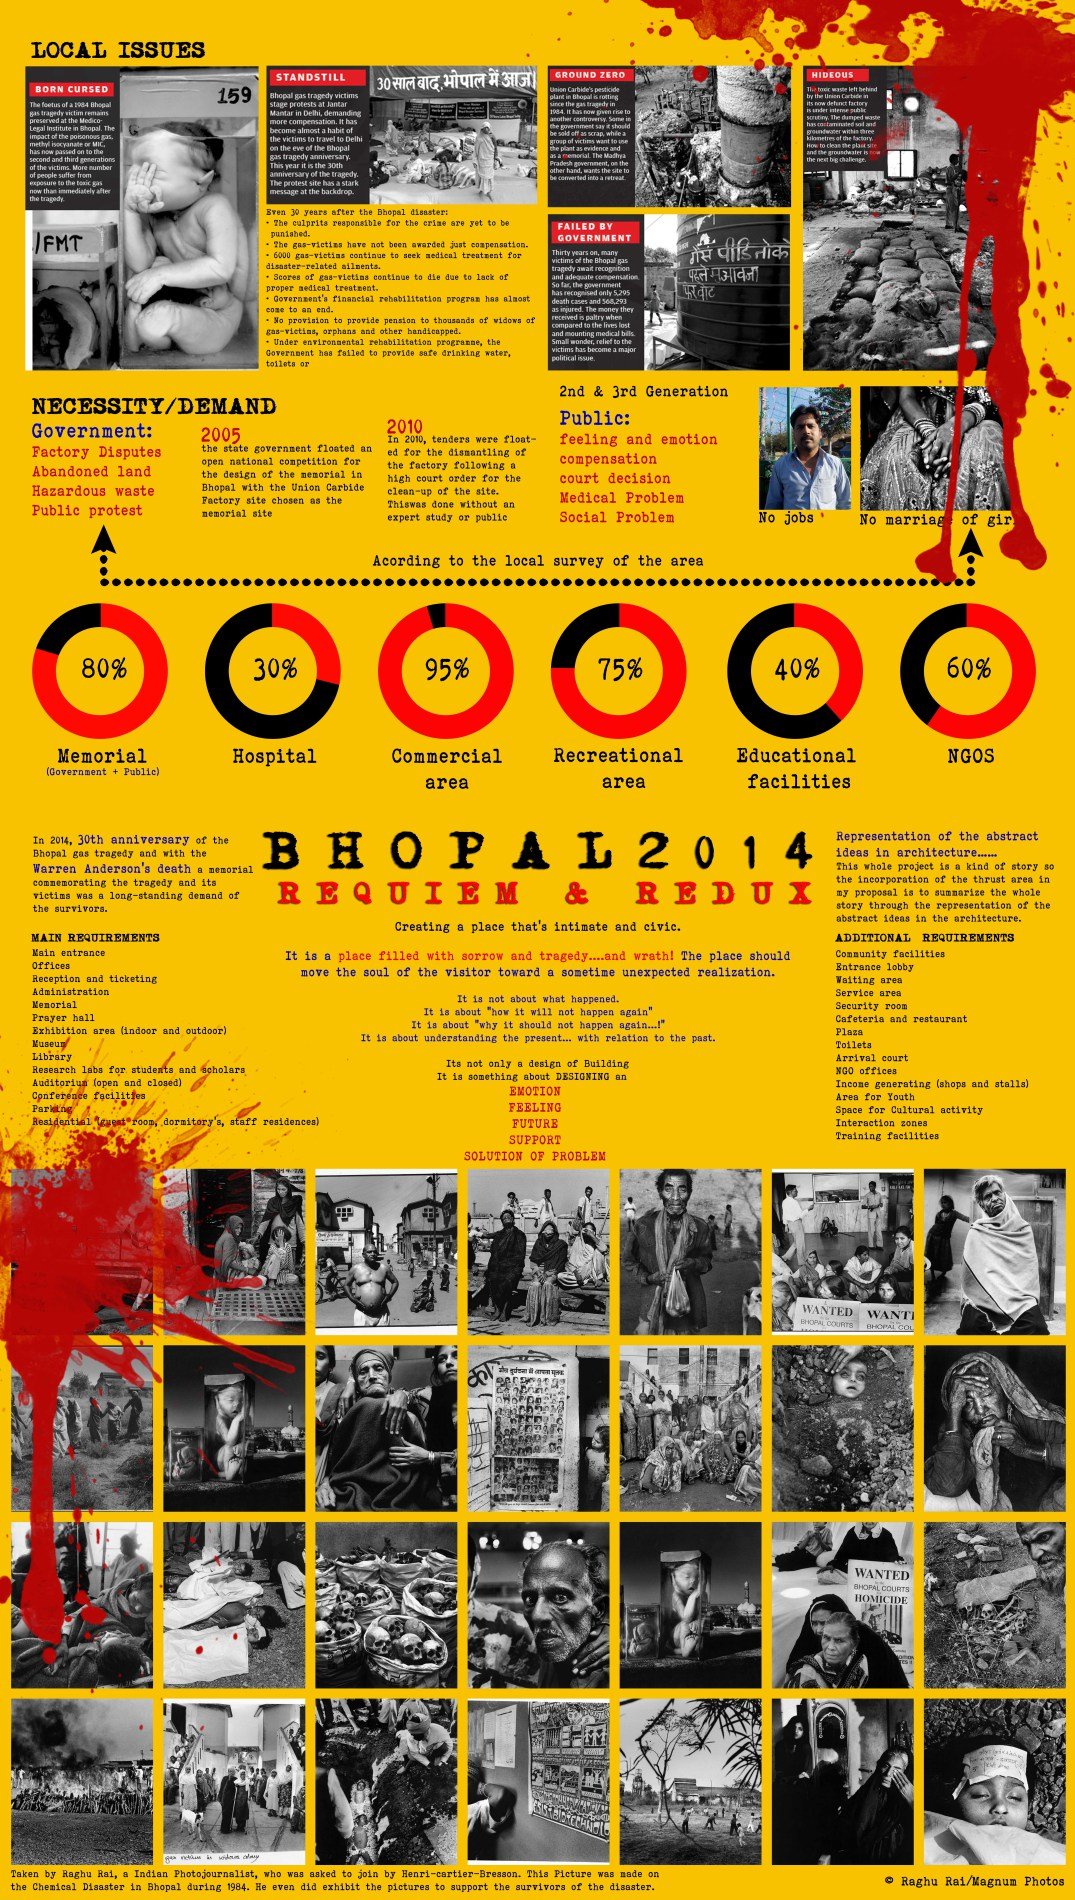 LOCAL ISSUES
BORN CURSED
The foetus of a 1984 Bhopal
gas tragedy victim remains
preserved at the Medico-
Legal Institute in Bhopal. The
impact of the poisonous gas,
methyl isocyanate or MIC,
has now passed on to the
second and third generations
of the victims. More number
of people suffer from
exposure to the toxic gas
now than immediately after
the tragedy.
159
IFMT
STANDSTILL
Bhopal gas tragedy victims
stage protests at Jantar
Mantar in Delhi, demanding
more compensation. It has
become almost a habit of
the victims to travel to Delhi
on the eve of the Bhopal
gas tragedy anniversary.
This year it is the 30th
anniversary of the tragedy.
The protest site has a stark
message at the backdrop.
30 साल बाद, भोपाल में आज।
Even 30 years after the Bhopal disaster:
• The culprits responsible for the crime are yet to be
punished.
• The gas-victims have not been awarded just compensation.
• 6000 gas-victims continue to seek medical treatment for
disaster-related ailments.
• Scores of gas-victims continue to die due to lack of
proper medical treatment.
• Government's financial rehabilitation program has almost
come to an end.
• No provision to provide pension to thousands of widows of
gas-victims, orphans and other handicapped.
• Under environmental rehabilitation programme, the
Government has failed to provide safe drinking water,
toilets or
GROUND ZERO
Union Carbide's pesticide
plant in Bhopal is rotting
since the gas tragedy in
1984. It has now given rise to
another controversy. Some in
the government say it should
be sold off as scrap, while a
group of victims want to use
the plant as evidence and
as a memorial. The Madhya
Pradesh government, on the
other hand, wants the site to
be converted into a retreat.
FAILED BY
GOVERNMENT
Thirty years on, many
victims of the Bhopal gas
tragedy await recognition
and adequate compensation.
So far, the government
has recognised only 5,295
death cases and 568,293
as injured. The money they
received is paltry when
compared to the lives lost
and mounting medical bills.
Small wonder, relief to the
victims has become a major
political issue.
HIDEOUS
The toxic waste left behind
by the Union Carbide in
its now defunct factory
is under intense public
scrutiny. The dumped waste
has contaminated soil and
groundwater within three
kilometres of the factory.
How to clean the plant site
and the groundwater is now
the next big challenge.
NECESSITY/DEMAND
Government:
Factory Disputes
Abandoned land
Hazardous waste
Public protest
2005
the state government floated an
open national competition for
the design of the memorial in
Bhopal with the Union Carbide
Factory site chosen as the
memorial site
2010
In 2010, tenders were float-
ed for the dismantling of
the factory following a
high court order for the
clean-up of the site.
Thiswas done without an
expert study or public
2nd & 3rd Generation
Public:
feeling and emotion
compensation
court decision
Medical Problem
Social Problem
No jobs
No marriage of gir
Acording to the local survey of the area
80%
30%
95%
75%
40%
60%
Memorial
(Government + Public)
Hospital
Commercial
area
Recreational
area
Educational
facilities
NGOS
In 2014, 30th anniversary of the
Bhopal gas tragedy and with the
Warren Anderson's death a memorial
commemorating the tragedy and its
victims was a long-standing demand of
the survivors.
MAIN REQUIREMENTS
Main entrance
Offices
Reception and ticketing
Administration
Memorial
Prayer hall
Exhibition area (indoor and outdoor)
Museum
Library
Research labs for students and scholars
Auditorium (open and closed)
Conference facilities
Parking
Residential (guest room, dormitory's, staff residences)
BHOPAL2014
REQUIEM & REDUX
Creating a place that's intimate and civic.
It is a place filled with sorrow and tragedy....and wrath! The place should
move the soul of the visitor toward a sometime unexpected realization.
It is not about what happened.
It is about "how it will not happen again"
It is about "why it should not happen again...!"
It is about understanding the present... with relation to the past.
Its not only a design of Building
It is something about DESIGNING an
EMOTION
FEELING
FUTURE
SUPPORT
SOLUTION OF PROBLEM
Representation of the abstract
ideas in architecture......
This whole project is a kind of story so
the incorporation of the thrust area in
my proposal is to summarize the whole
story through the representation of the
abstract ideas in the architecture.
ADDITIONAL REQUIREMENTS
Community facilities
Entrance lobby
Waiting area
Service area
Security room
Cafeteria and restaurant
Plaza
Toilets
Arrival court
NGO offices
Income generating (shops and stalls)
Area for Youth
Space for Cultural activity
Interaction zones
Training facilities
WANTED
BHOPAL COURTS
WANT
BHOPAL COU
WANTED
BHOPAL COURTS
HOMICIDE
gas victims in widows colony
Taken by Raghu Rai, a Indian Photojournalist, who was asked to join by Henri-cartier-Bresson. This Picture was made on
the Chemical Disaster in Bhopal during 1984. He even did exhibit the pictures to support the survivors of the disaster.
© Raghu Rai/Magnum Photos